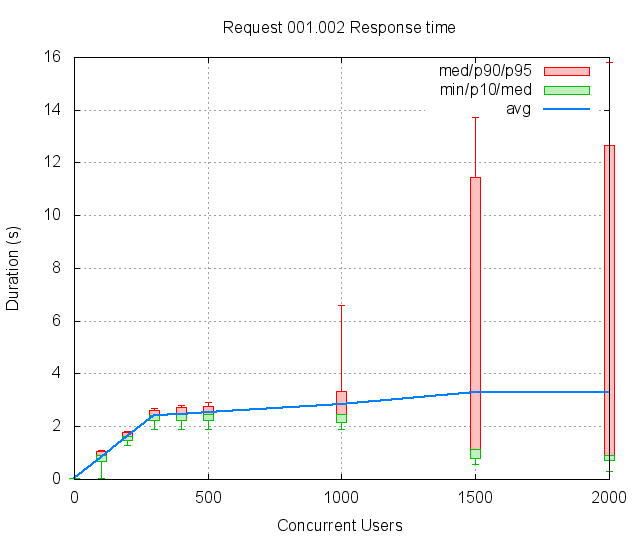 Request 001.002 Response time
med/p90/p95
min/p10/med
avg
16
14
12
10
8
6
4
2
0
Duration (s)
0 500 1000 1500 2000
Concurrent Users